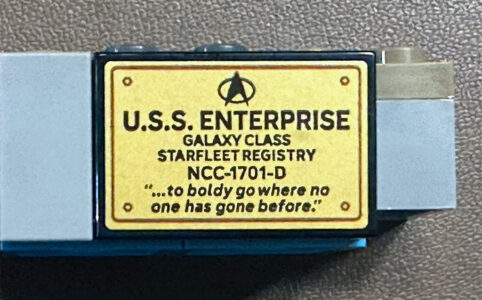 U.S.S. ENTERPRISE
GALAXY CLASS
STARFLEET REGISTRY
NCC-1701-D
"...to boldy go where no
one has gone before."